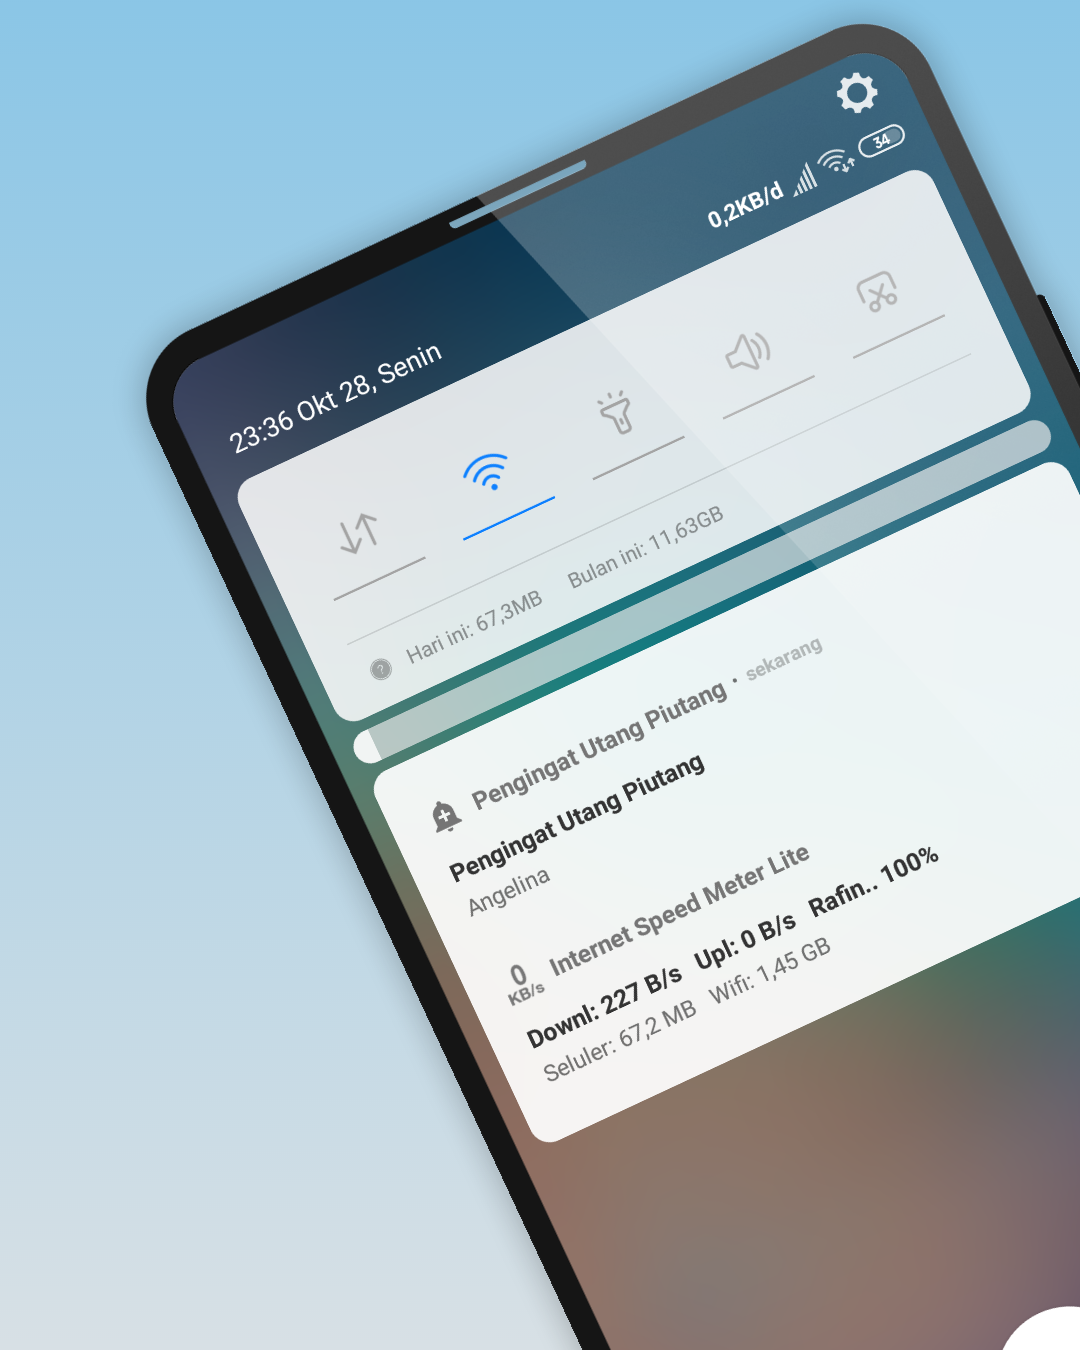 34
0,2KB/d
23:36 Okt 28, Senin
? Hari ini: 67,3MB Bulan ini: 11,63GB
Pengingat Utang Piutang · sekarang
Pengingat Utang Piutang
Angelina
0 KB/s Internet Speed Meter Lite
Downl: 227 B/s Upl: 0 B/s Rafin.. 100%
Seluler: 67,2 MB Wifi: 1,45 GB